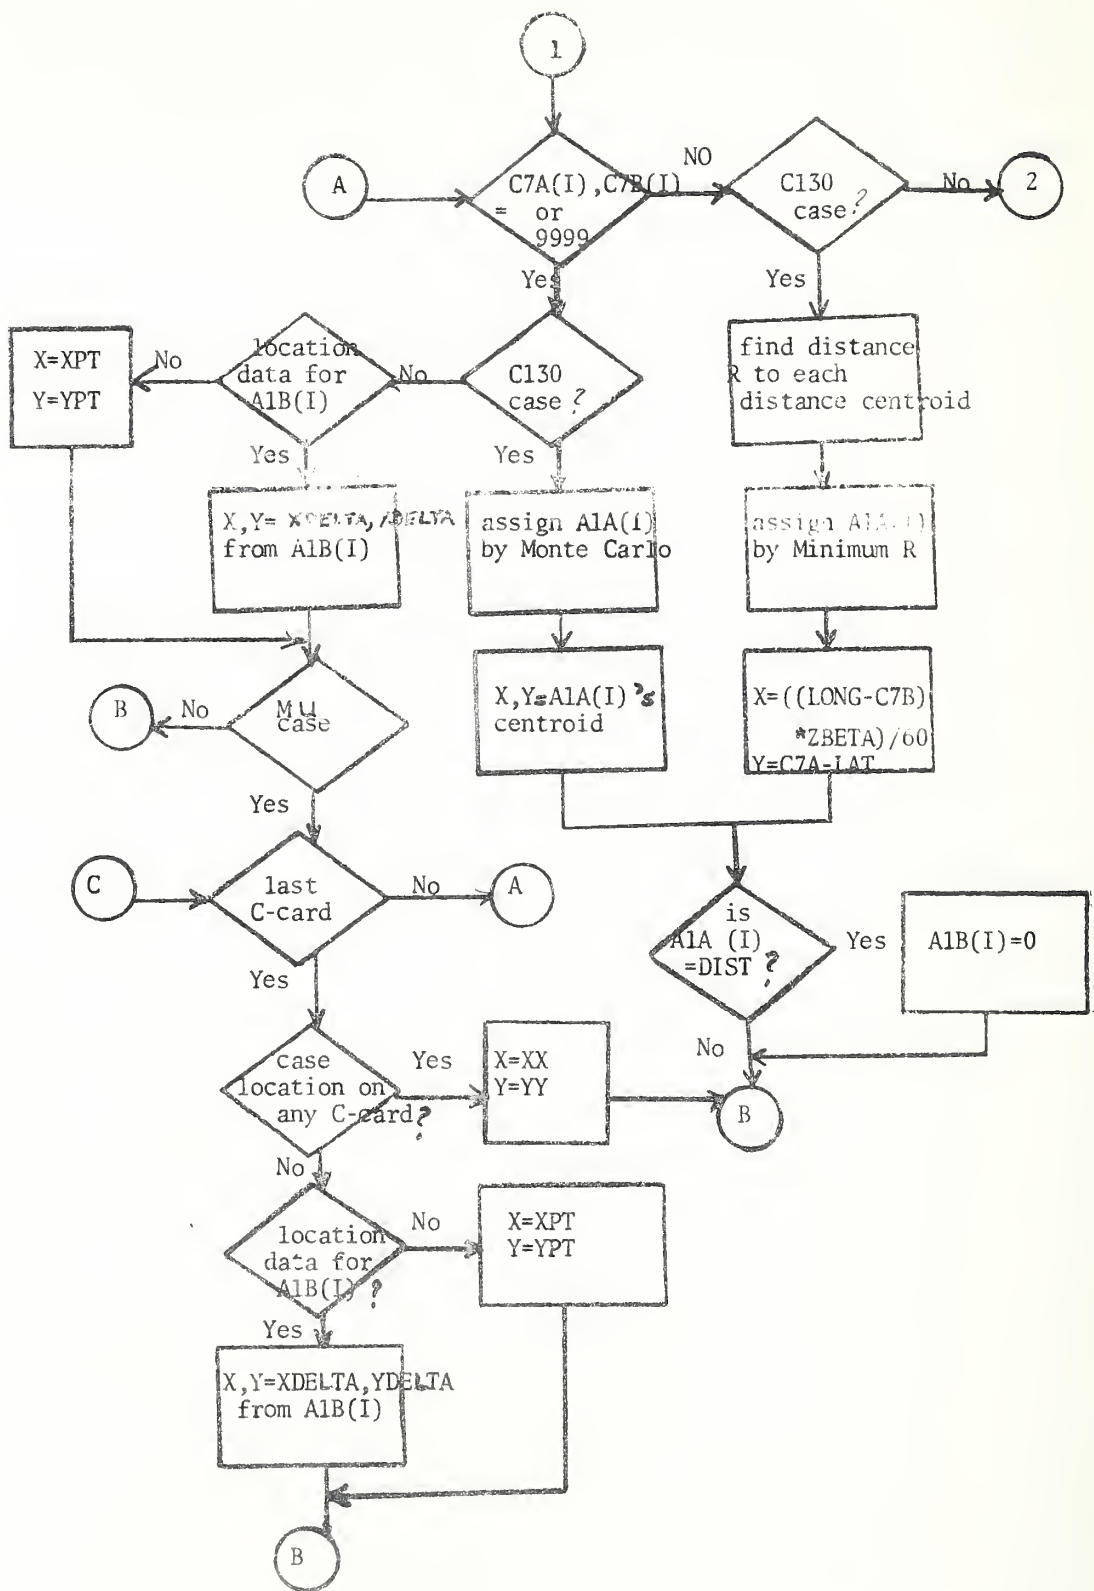 1
A
C7A(I),C7B(I)
= or
9999
NO
C130
case?
No
2
Yes
Yes
X=XPT
Y=YPT
No
location
data for
A1B(I)
No
C130
case?
find distance
R to each
distance centroid
Yes
Yes
X,Y= XDELTA,YDELTA
from A1B(I)
assign A1A(I)
by Monte Carlo
assign A1A(I)
by Minimum R
B
No
MU
case
X,Y=A1A(I)'s
centroid
X=((LONG-C7B)
*ZBETA)/60
Y=C7A-LAT
Yes
C
last
C-card
No
A
is
A1A (I)
=DIST?
Yes
A1B(I)=0
Yes
No
case
location on
any C-card?
Yes
X=XX
Y=YY
B
No
location
data for
A1B(I)?
No
X=XPT
Y=YPT
Yes
X,Y=XDELTA,YDELTA
from A1B(I)
B